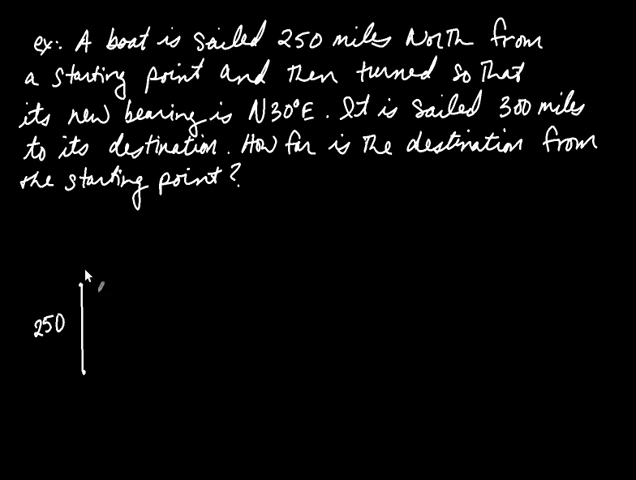 ex: A boat is sailed 250 miles North from
a starting point and then turned so that
its new bearing is N30°E. It is sailed 300 miles
to its destination. How far is the destination from
the starting point?
250